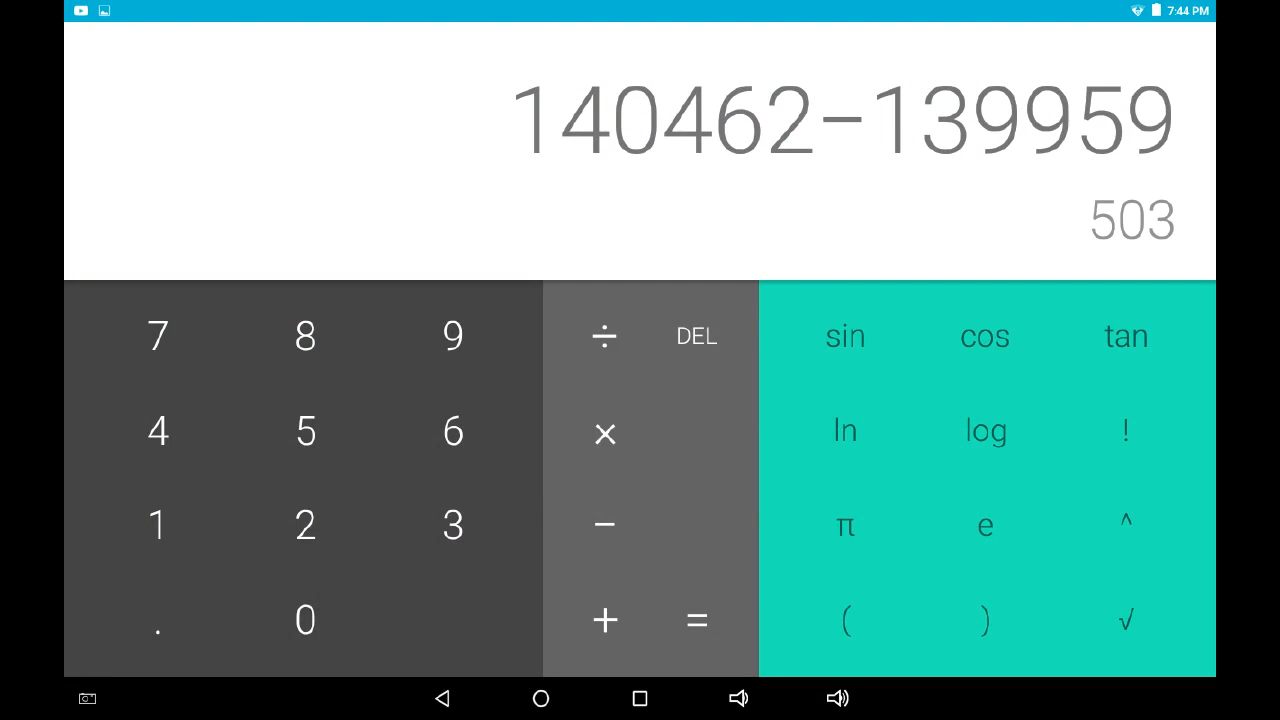 7:44 PM
140462−139959
503
7 8 9 ÷ DEL sin cos tan
4 5 6 × ln log !
1 2 3 − π e ^
. 0 + = ( ) √